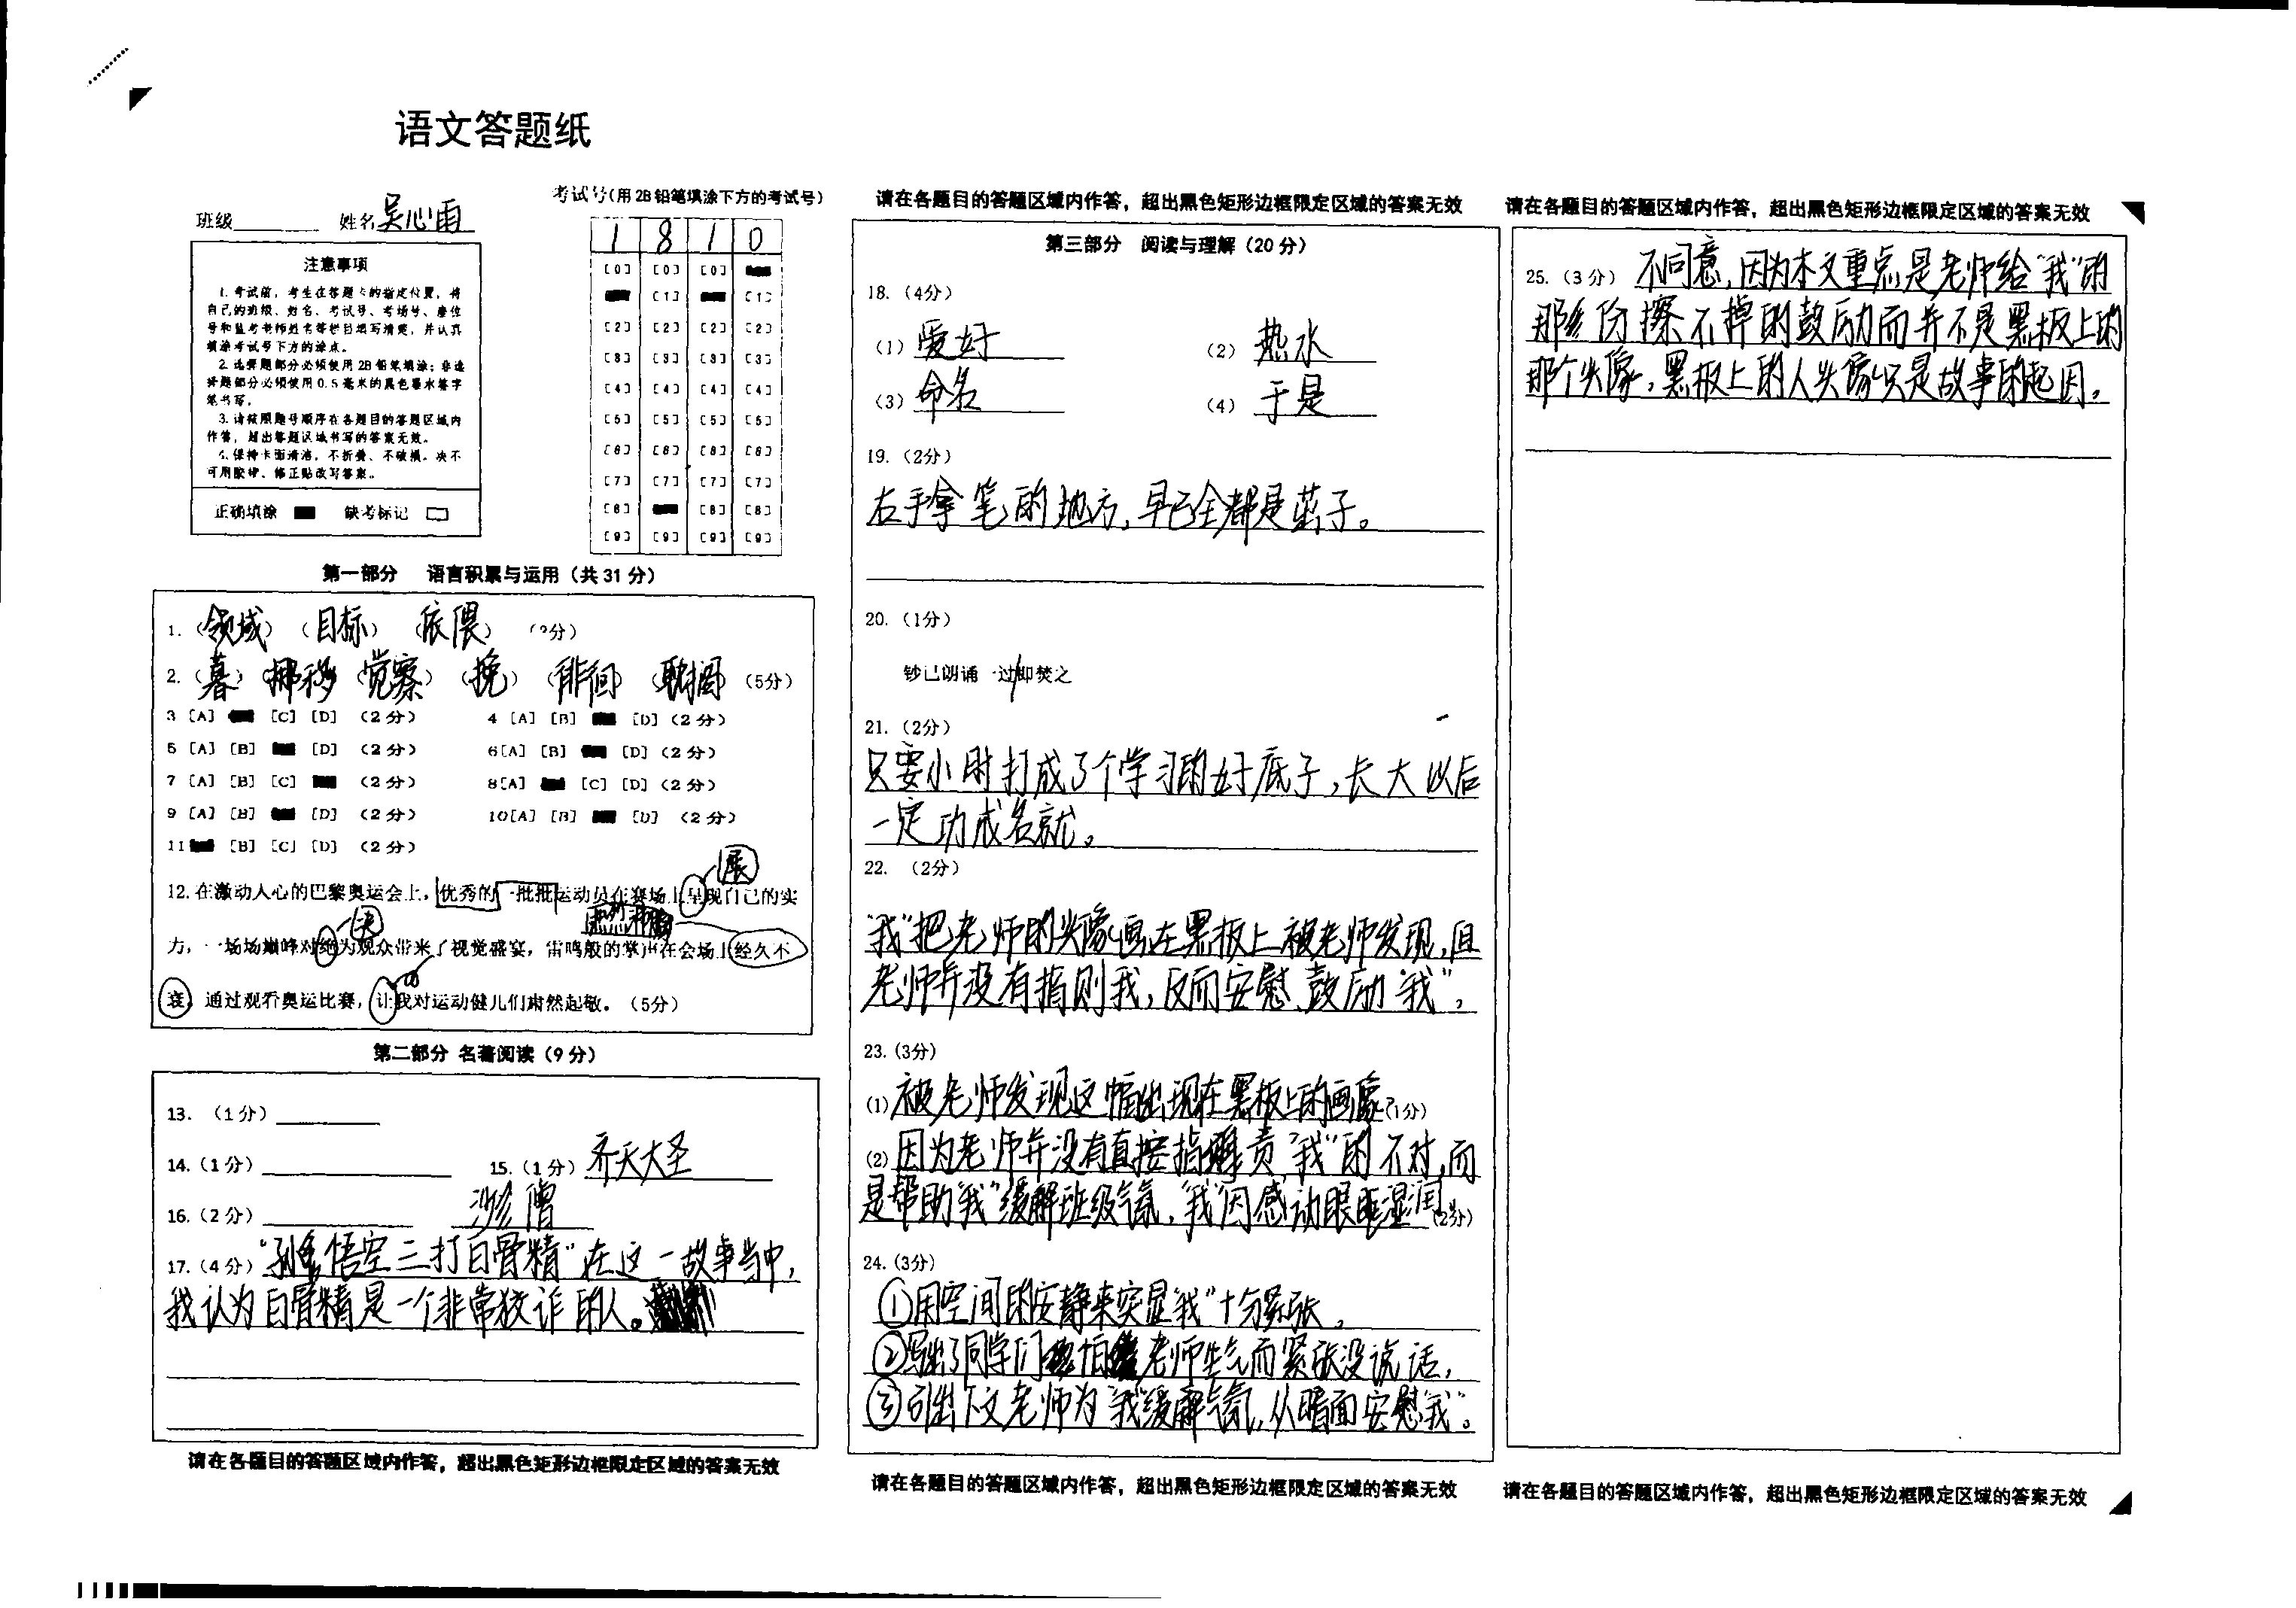 语文答题纸
班级 姓名 吴心雨
考试号(用2B铅笔填涂下方的考试号)
1 8 1 0
[0] [0] [0]
[1] [1]
[2] [2] [2] [2]
[3] [3] [3] [3]
[4] [4] [4] [4]
[5] [5] [5] [5]
[6] [6] [6] [6]
[7] [7] [7] [7]
[8] [8] [8]
[9] [9] [9] [9]
注意事项
1.考试前，考生在答题卡的指定位置，将
自己的班级、姓名、考试号、考场号、座位
号和监考老师姓名等栏目填写清楚，并认真
填涂考试号下方的涂点。
2.选择题部分必须使用2B铅笔填涂；非选
择题部分必须使用0.5毫米的黑色墨水签字
笔书写。
3.请按照题号顺序在各题目的答题区域内
作答，超出答题区域书写的答案无效。
4.保持卡面清洁，不折叠、不破损。决不
可用胶带、修正贴改写答案。
正确填涂 缺考标记
第一部分 语言积累与运用（共31分）
1.（领域）（目标）（依偎）（3分）
2.（暮）（挪移）（觉察）（挽）（徘徊）（耽搁）（5分）
3 [A] [C] [D] （2分） 4 [A] [B] [D]（2分）
5 [A] [B] [D] （2分） 6[A] [B] [D]（2分）
7 [A] [B] [C] （2分） 8[A] [C] [D]（2分）
9 [A] [B] [D] （2分） 10[A] [B] [D] （2分）
11 [B] [C] [D] （2分）
展
12.在激动人心的巴黎奥运会上，优秀的一批批运动员在赛场上呈现自己的实
决
力，一场场巅峰对绝为观众带来了视觉盛宴，雷鸣般的掌声在会场上经久不
衰，通过观看奥运比赛，让我对运动健儿们肃然起敬。（5分）
第二部分 名著阅读（9分）
13. （1分）
14.（1分） 15.（1分）齐天大圣
16.（2分） 沙僧
17.（4分）“孙悟空三打白骨精”在这一故事当中，
我认为白骨精是一个非常狡诈的人。
请在各题目的答题区域内作答，超出黑色矩形边框限定区域的答案无效
请在各题目的答题区域内作答，超出黑色矩形边框限定区域的答案无效
第三部分 阅读与理解（20分）
18.（4分）
（1）爱好 （2）热水
（3）命名 （4）于是
19.（2分）
右手拿笔的地方，早已全都是茧子。
20.（1分）
钞已朗诵一过即焚之
21.（2分）
只要小时打成了个学习的好底子，长大以后
一定功成名就。
22. （2分）
“我”把老师的头像画在黑板上被老师发现，但
老师并没有指则我，反而安慰、鼓励“我”。
23.(3分)
(1)被老师发现这幅出现在黑板上的画像(1分)
(2)因为老师并没有直接指责“我”的不对，而
是帮助“我”缓解班级气氛，“我”因感动眼眶湿润。(2分)
24.(3分)
①用空间的安静来突显“我”十分紧张。
②写出了同学们怕老师生气而紧张没说话，
③引出下文老师为“我”缓解气氛，从暗面安慰“我”。
请在各题目的答题区域内作答，超出黑色矩形边框限定区域的答案无效
请在各题目的答题区域内作答，超出黑色矩形边框限定区域的答案无效
25.（3分）不同意，因为本文重点是老师给“我”的
那份擦不掉的鼓励而并不是黑板上的
那个头像，黑板上的人头像只是故事的起因。
请在各题目的答题区域内作答，超出黑色矩形边框限定区域的答案无效